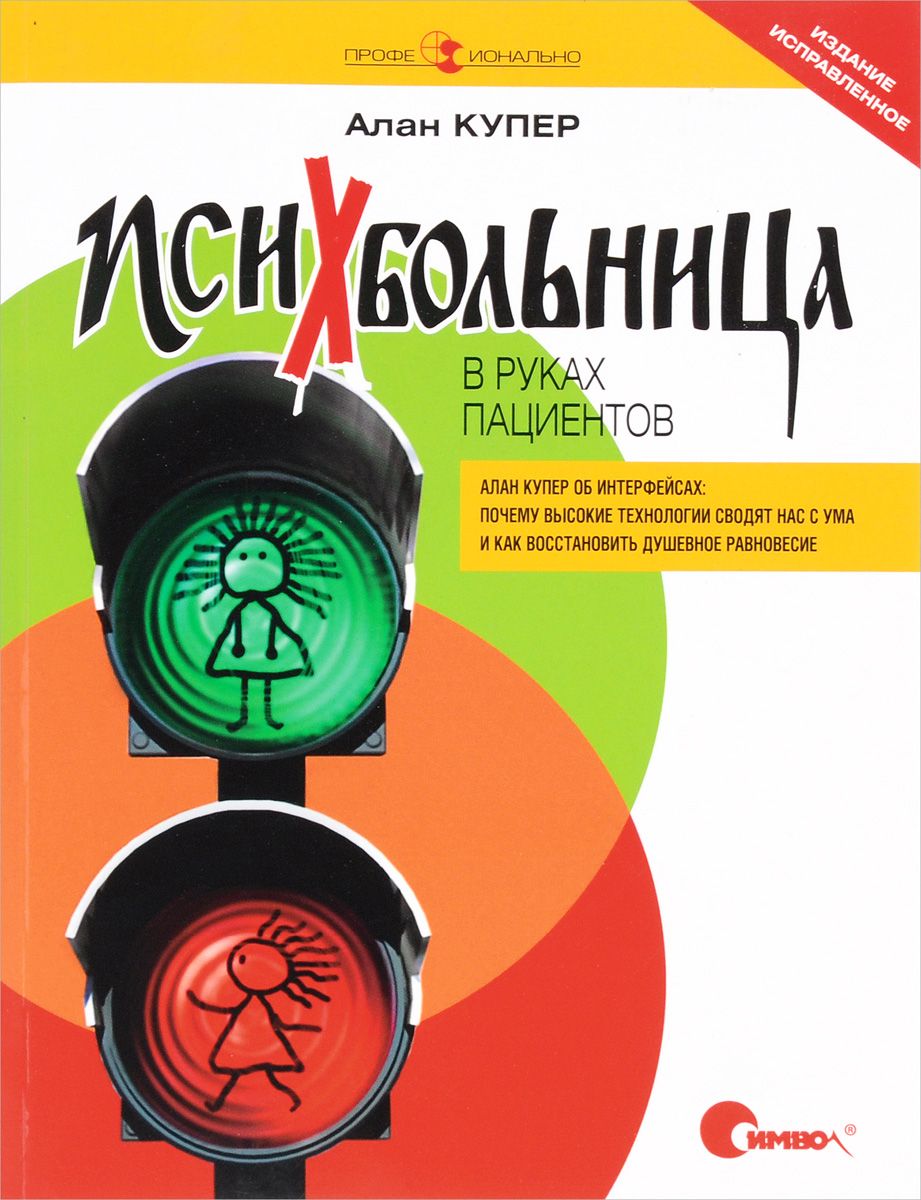 ПРОФЕССИОНАЛЬНО
ИЗДАНИЕ
ИСПРАВЛЕННОЕ
Алан КУПЕР
ПСИХБОЛЬНИЦА
В РУКАХ
ПАЦИЕНТОВ
АЛАН КУПЕР ОБ ИНТЕРФЕЙСАХ:
ПОЧЕМУ ВЫСОКИЕ ТЕХНОЛОГИИ СВОДЯТ НАС С УМА
И КАК ВОССТАНОВИТЬ ДУШЕВНОЕ РАВНОВЕСИЕ
Символ®